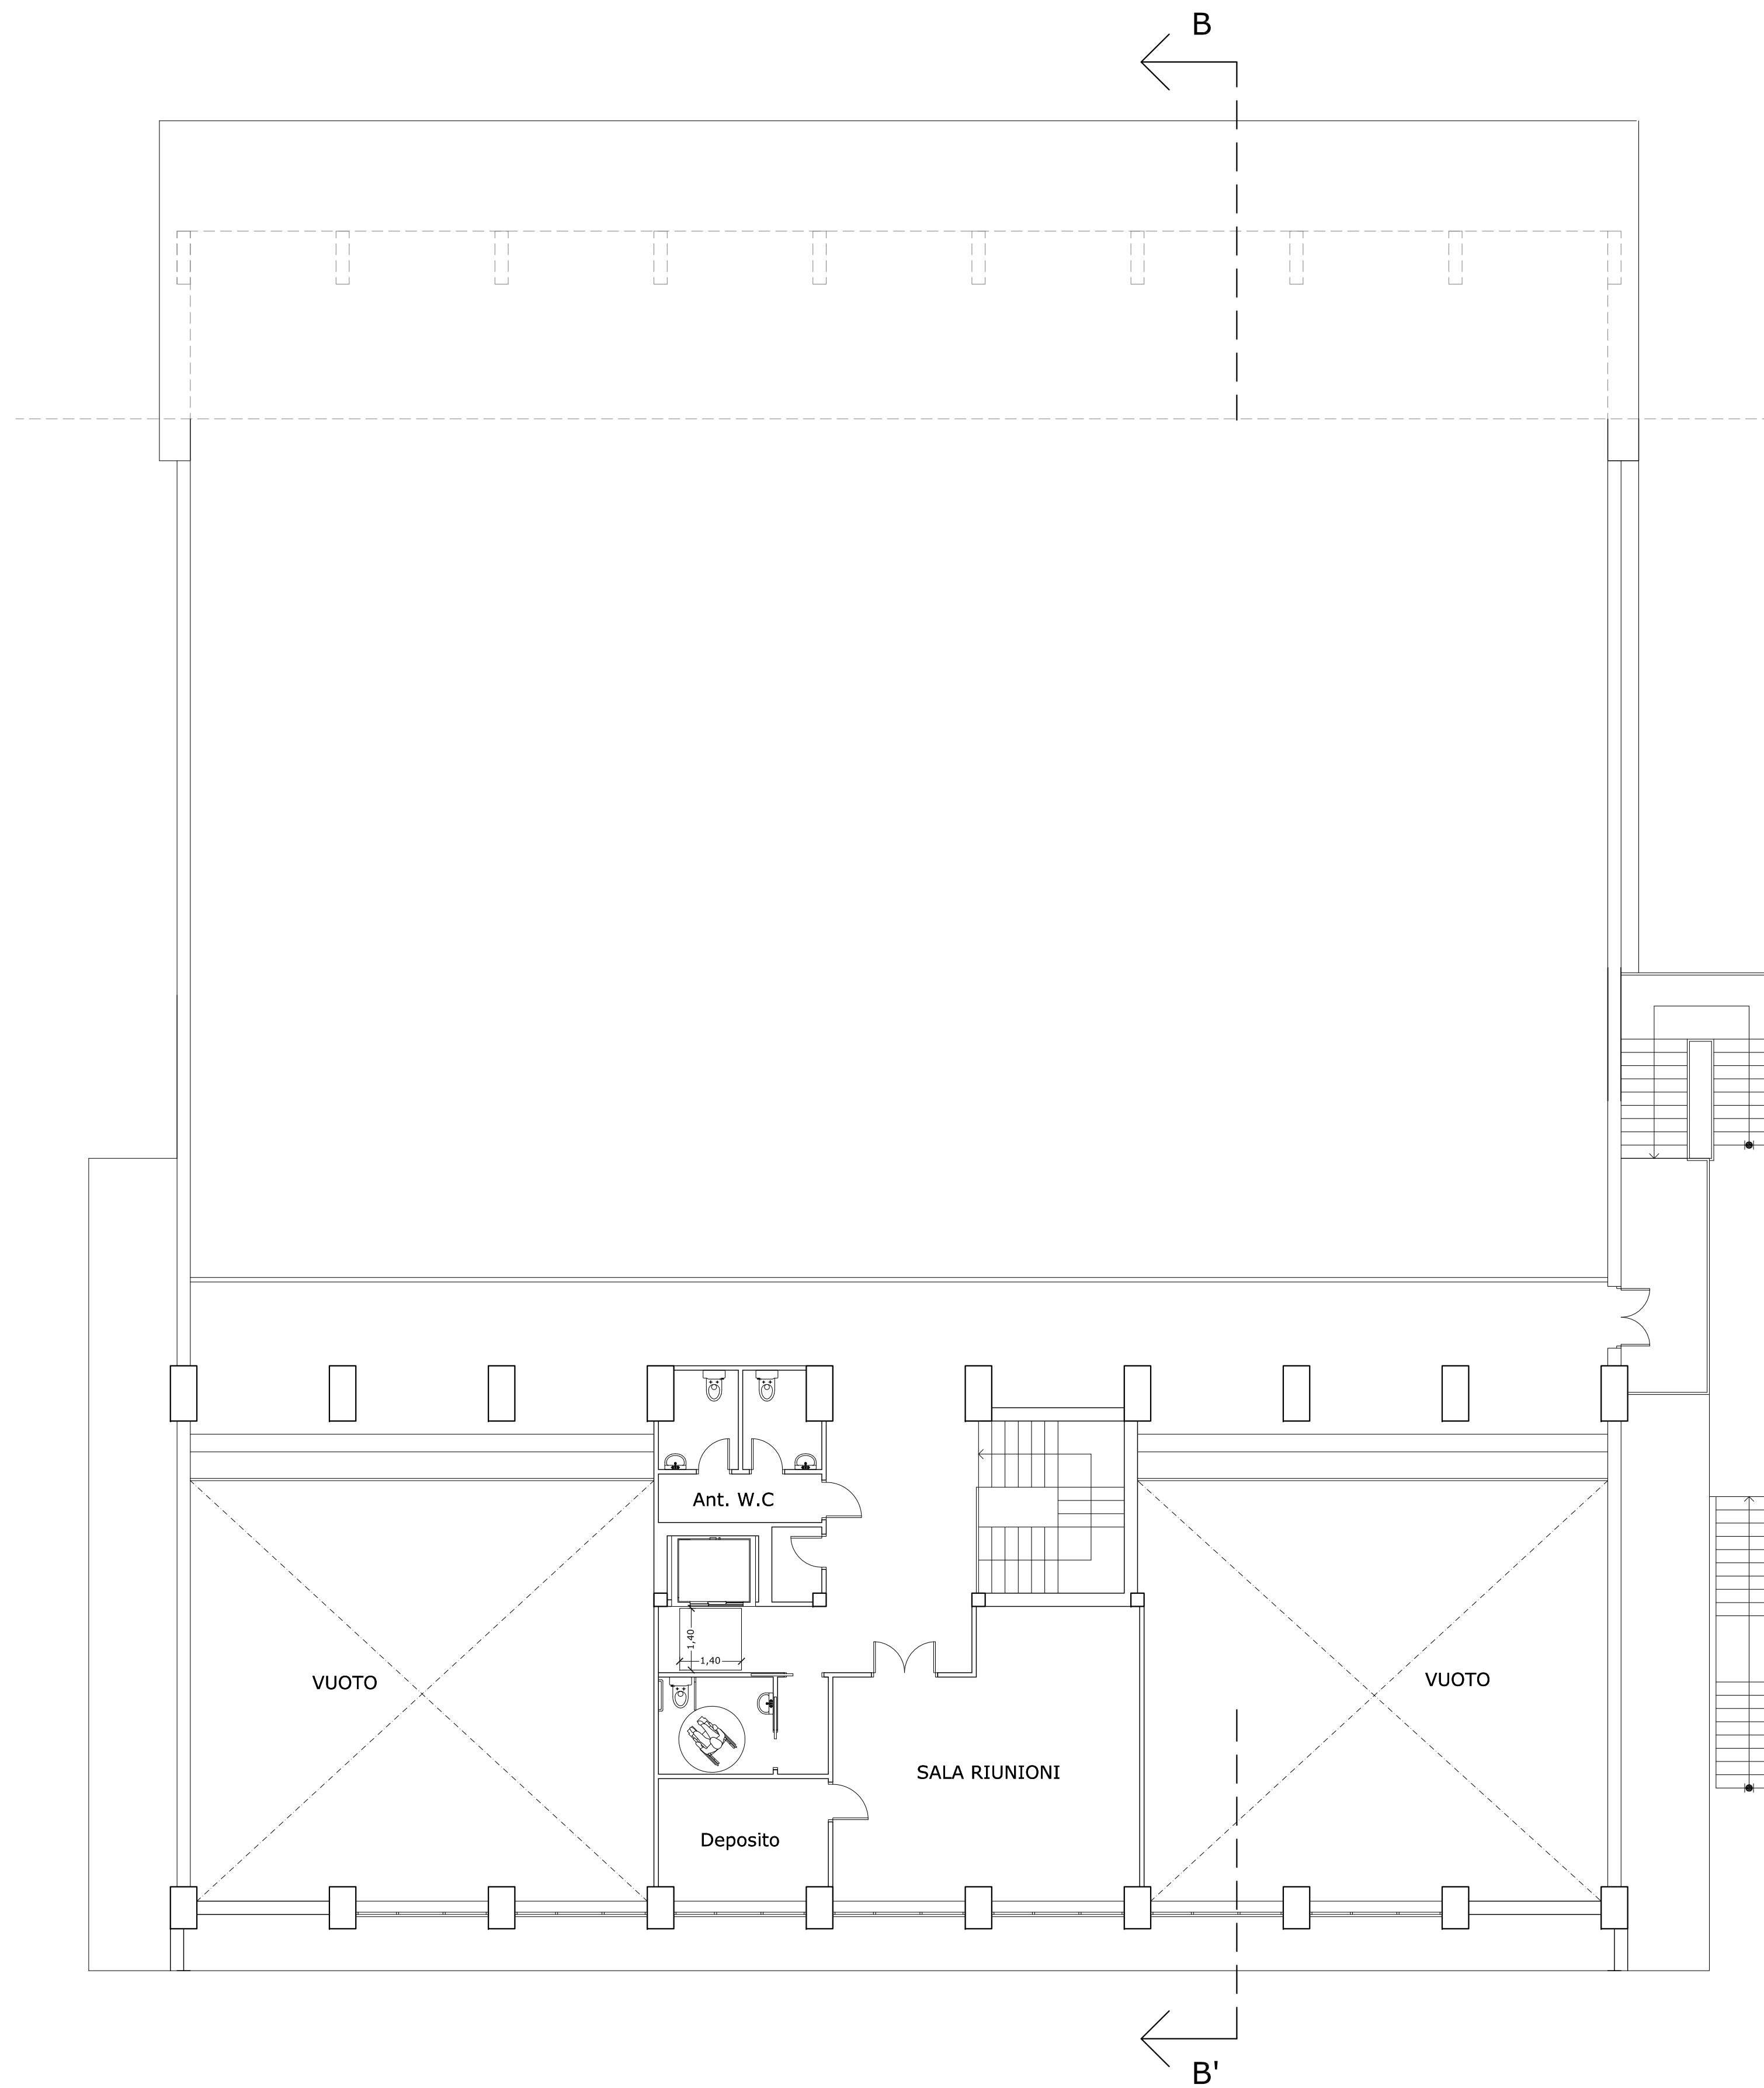 B
Ant. W.C
1,40
1,40
VUOTO
VUOTO
SALA RIUNIONI
Deposito
B'